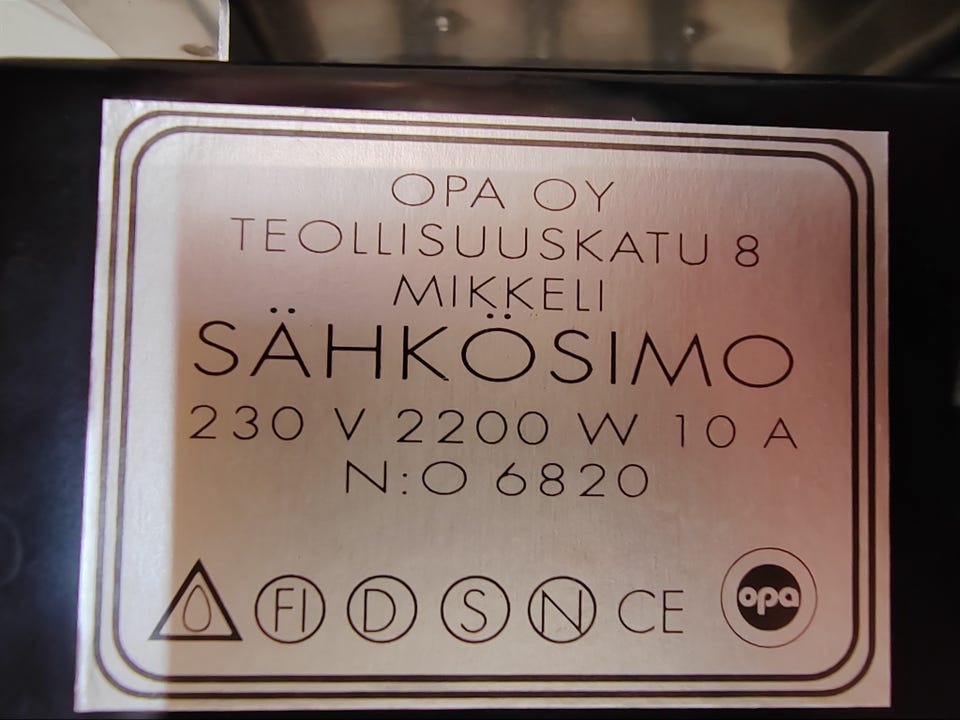 OPA OY
TEOLLISUUSKATU 8
MIKKELI
SÄHKÖSIMO
230 V 2200 W 10 A
N:O 6820
FI D S N CE opa